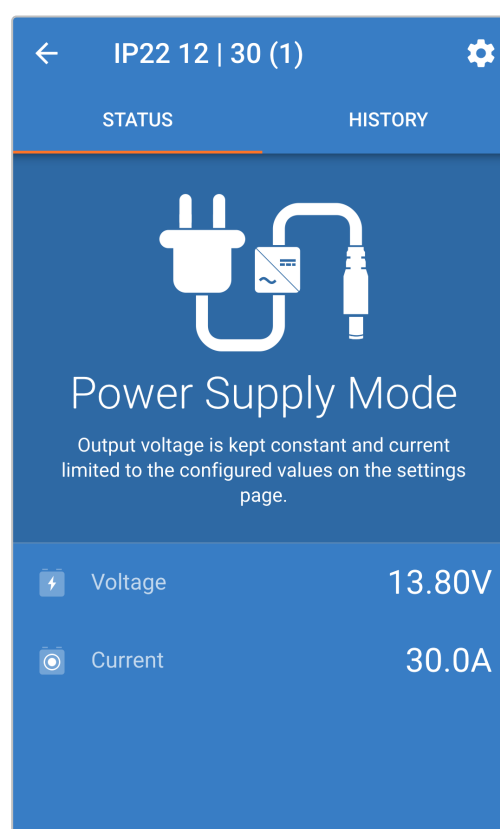 IP22 12 | 30 (1)
STATUS
HISTORY
Power Supply Mode
Output voltage is kept constant and current
limited to the configured values on the settings
page.
Voltage 13.80V
Current 30.0A